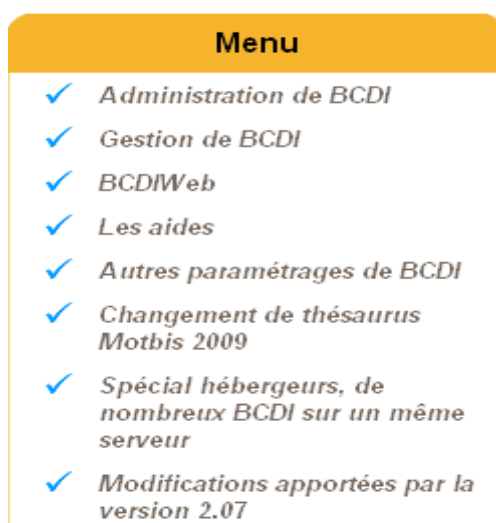 Menu
Administration de BCDI
Gestion de BCDI
BCDIWeb
Les aides
Autres paramétrages de BCDI
Changement de thésaurus
Motbis 2009
Spécial hébergeurs, de
nombreux BCDI sur un même
serveur
Modifications apportées par la
version 2.07